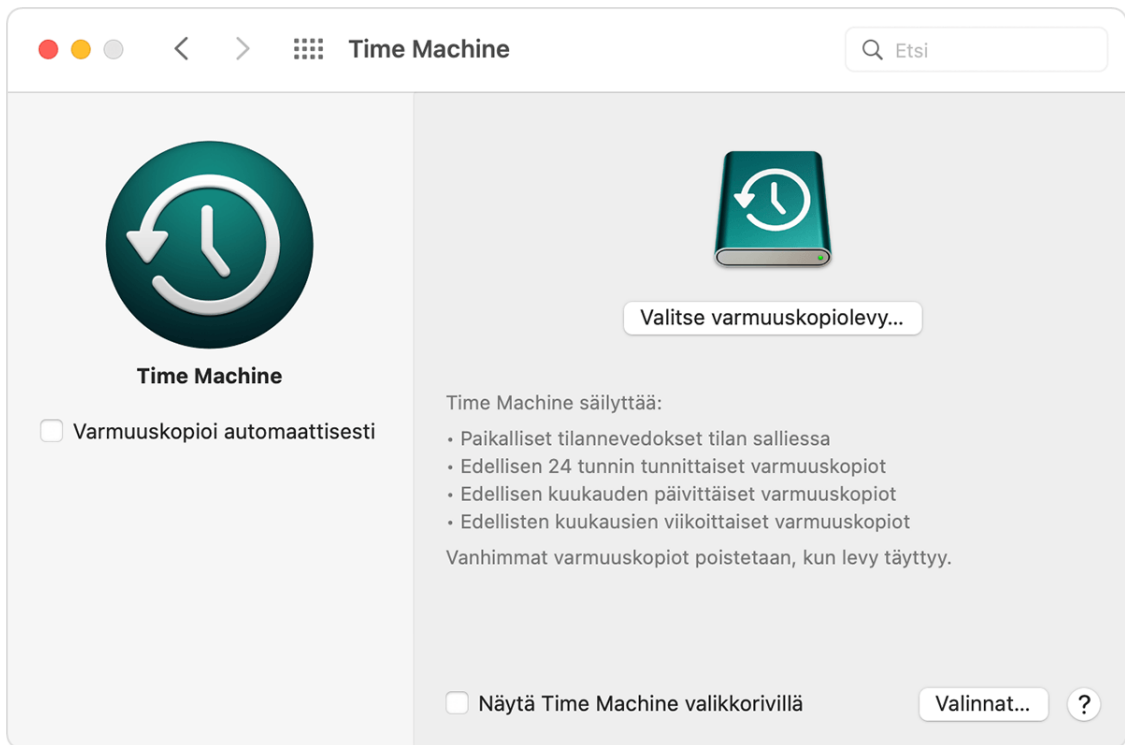 Time Machine
Etsi
Time Machine
Varmuuskopioi automaattisesti
Valitse varmuuskopiolevy...
Time Machine säilyttää:
• Paikalliset tilannevedokset tilan salliessa
• Edellisen 24 tunnin tunnittaiset varmuuskopiot
• Edellisen kuukauden päivittäiset varmuuskopiot
• Edellisten kuukausien viikoittaiset varmuuskopiot
Vanhimmat varmuuskopiot poistetaan, kun levy täyttyy.
Näytä Time Machine valikkorivillä
Valinnat...
?